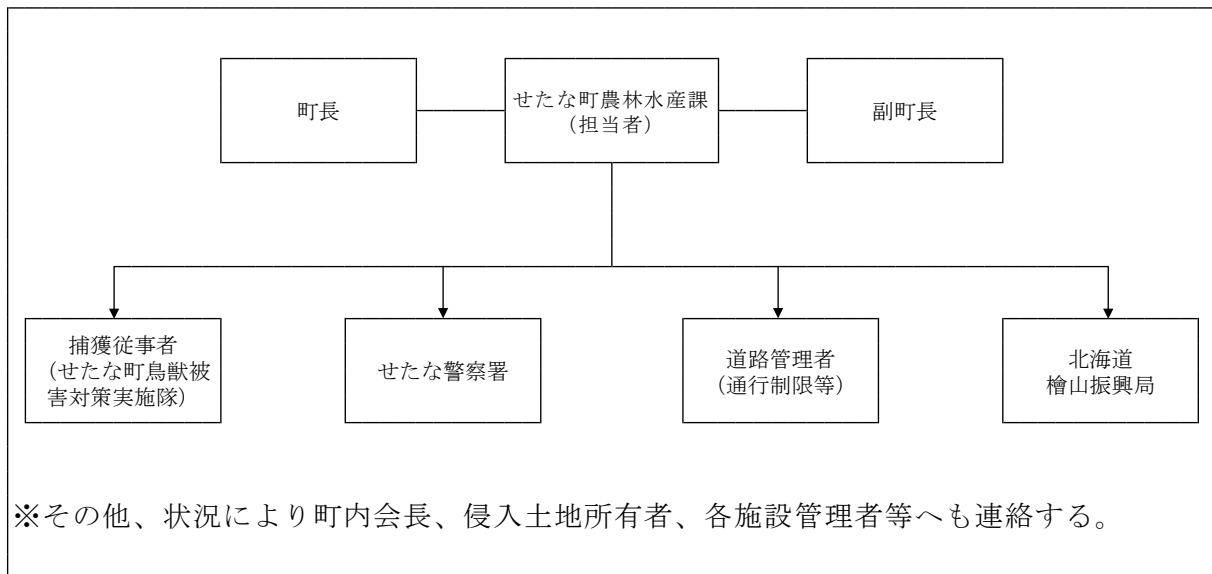 町長
せたな町農林水産課
（担当者）
副町長
捕獲従事者
（せたな町鳥獣被
害対策実施隊）
せたな警察署
道路管理者
（通行制限等）
北海道
檜山振興局
※その他、状況により町内会長、侵入土地所有者、各施設管理者等へも連絡する。